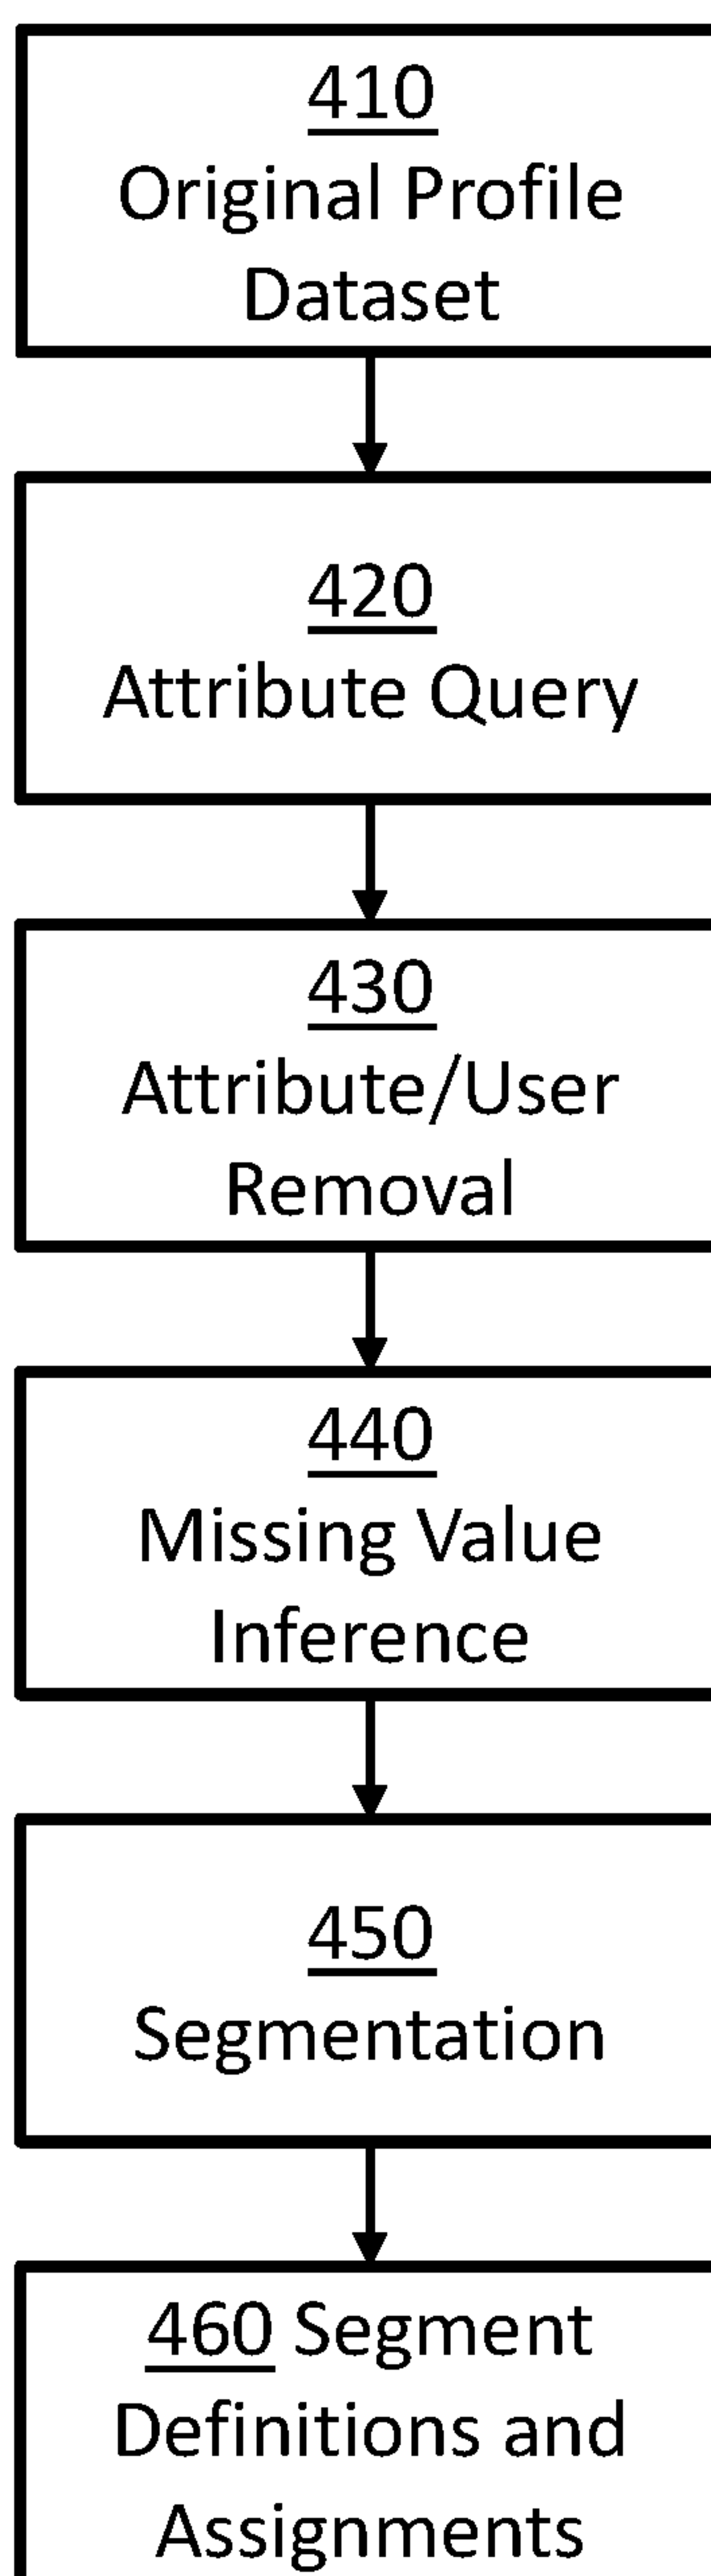 410
Original Profile
Dataset
420
Attribute Query
430
Attribute/User
Removal
440
Missing Value
Inference
450
Segmentation
460 Segment
Definitions and
Assignments